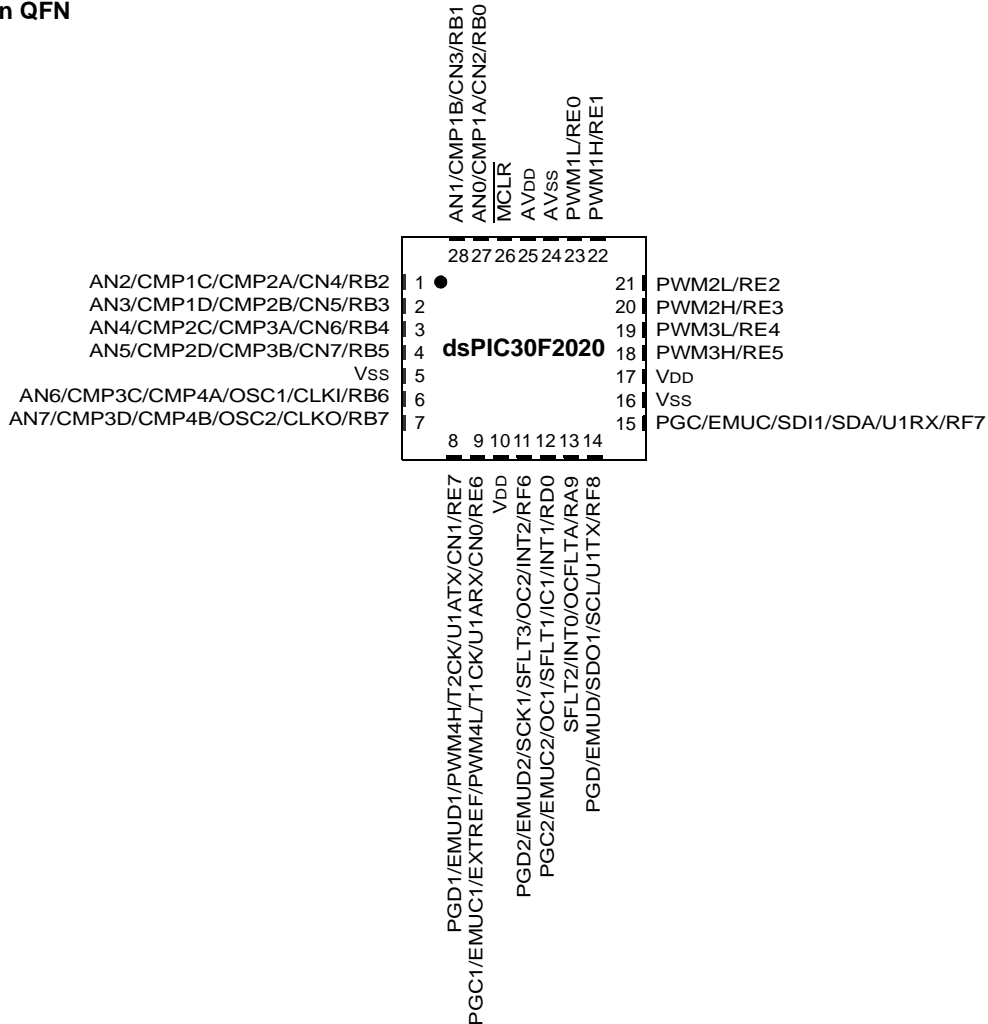 n QFN
AN1/CMP1B/CN3/RB1
AN0/CMP1A/CN2/RB0
MCLR
AVDD
AVSS
PWM1L/RE0
PWM1H/RE1
28 27 26 25 24 23 22
AN2/CMP1C/CMP2A/CN4/RB2 1 21 PWM2L/RE2
AN3/CMP1D/CMP2B/CN5/RB3 2 20 PWM2H/RE3
AN4/CMP2C/CMP3A/CN6/RB4 3 19 PWM3L/RE4
AN5/CMP2D/CMP3B/CN7/RB5 4 dsPIC30F2020 18 PWM3H/RE5
VSS 5 17 VDD
AN6/CMP3C/CMP4A/OSC1/CLKI/RB6 6 16 VSS
AN7/CMP3D/CMP4B/OSC2/CLKO/RB7 7 15 PGC/EMUC/SDI1/SDA/U1RX/RF7
8 9 10 11 12 13 14
PGD1/EMUD1/PWM4H/T2CK/U1ATX/CN1/RE7
PGC1/EMUC1/EXTREF/PWM4L/T1CK/U1ARX/CN0/RE6
VDD
PGD2/EMUD2/SCK1/SFLT3/OC2/INT2/RF6
PGC2/EMUC2/OC1/SFLT1/IC1/INT1/RD0
SFLT2/INT0/OCFLTA/RA9
PGD/EMUD/SDO1/SCL/U1TX/RF8